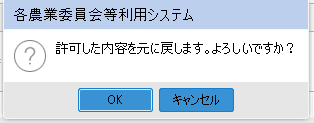 各農業委員会等利用システム
許可した内容を元に戻します。よろしいですか？
OK
キャンセル